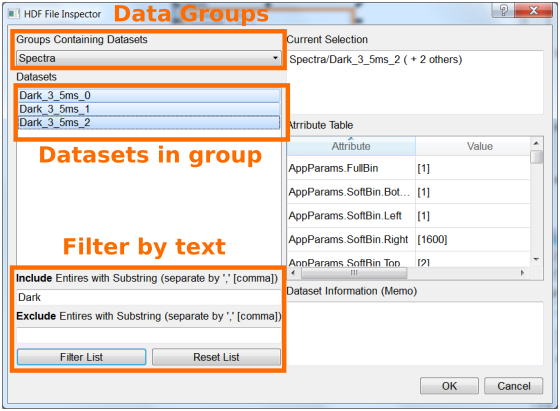 HDF File Inspector
Data Groups
Groups Containing Datasets
Spectra
Datasets
Dark_3_5ms_0
Dark_3_5ms_1
Dark_3_5ms_2
Datasets in group
Filter by text
Include Entires with Substring (separate by ',' [comma])
Dark
Exclude Entires with Substring (separate by ',' [comma])
Filter List
Reset List
Current Selection
Spectra/Dark_3_5ms_2 ( + 2 others)
Atrribute Table
Attribute Value
AppParams.FullBin [1]
AppParams.SoftBin.Bot... [1]
AppParams.SoftBin.Left [1]
AppParams.SoftBin.Right [1600]
AppParams.SoftBin.Top [2]
Dataset Information (Memo)
OK
Cancel